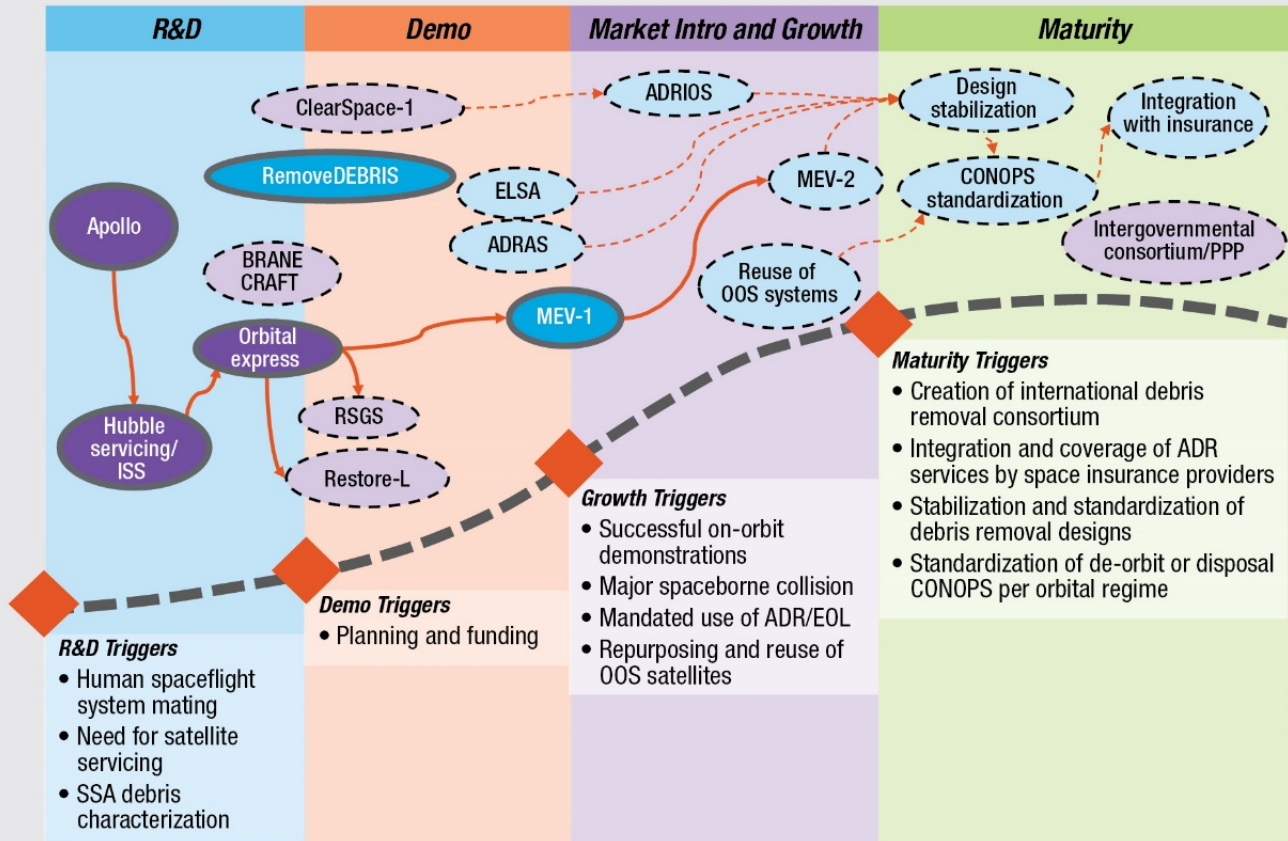 R&D
Demo
Market Intro and Growth
Maturity
ClearSpace-1
ADRIOS
Design
stabilization
Integration
with insurance
RemoveDEBRIS
ELSA
MEV-2
CONOPS
standardization
Apollo
ADRAS
Intergovernmental
consortium/PPP
BRANE
CRAFT
Reuse of
OOS systems
Orbital
express
MEV-1
Hubble
servicing/
ISS
RSGS
Restore-L
R&D Triggers
• Human spaceflight
system mating
• Need for satellite
servicing
• SSA debris
characterization
Demo Triggers
• Planning and funding
Growth Triggers
• Successful on-orbit
demonstrations
• Major spaceborne collision
• Mandated use of ADR/EOL
• Repurposing and reuse of
OOS satellites
Maturity Triggers
• Creation of international debris
removal consortium
• Integration and coverage of ADR
services by space insurance providers
• Stabilization and standardization of
debris removal designs
• Standardization of de-orbit or disposal
CONOPS per orbital regime